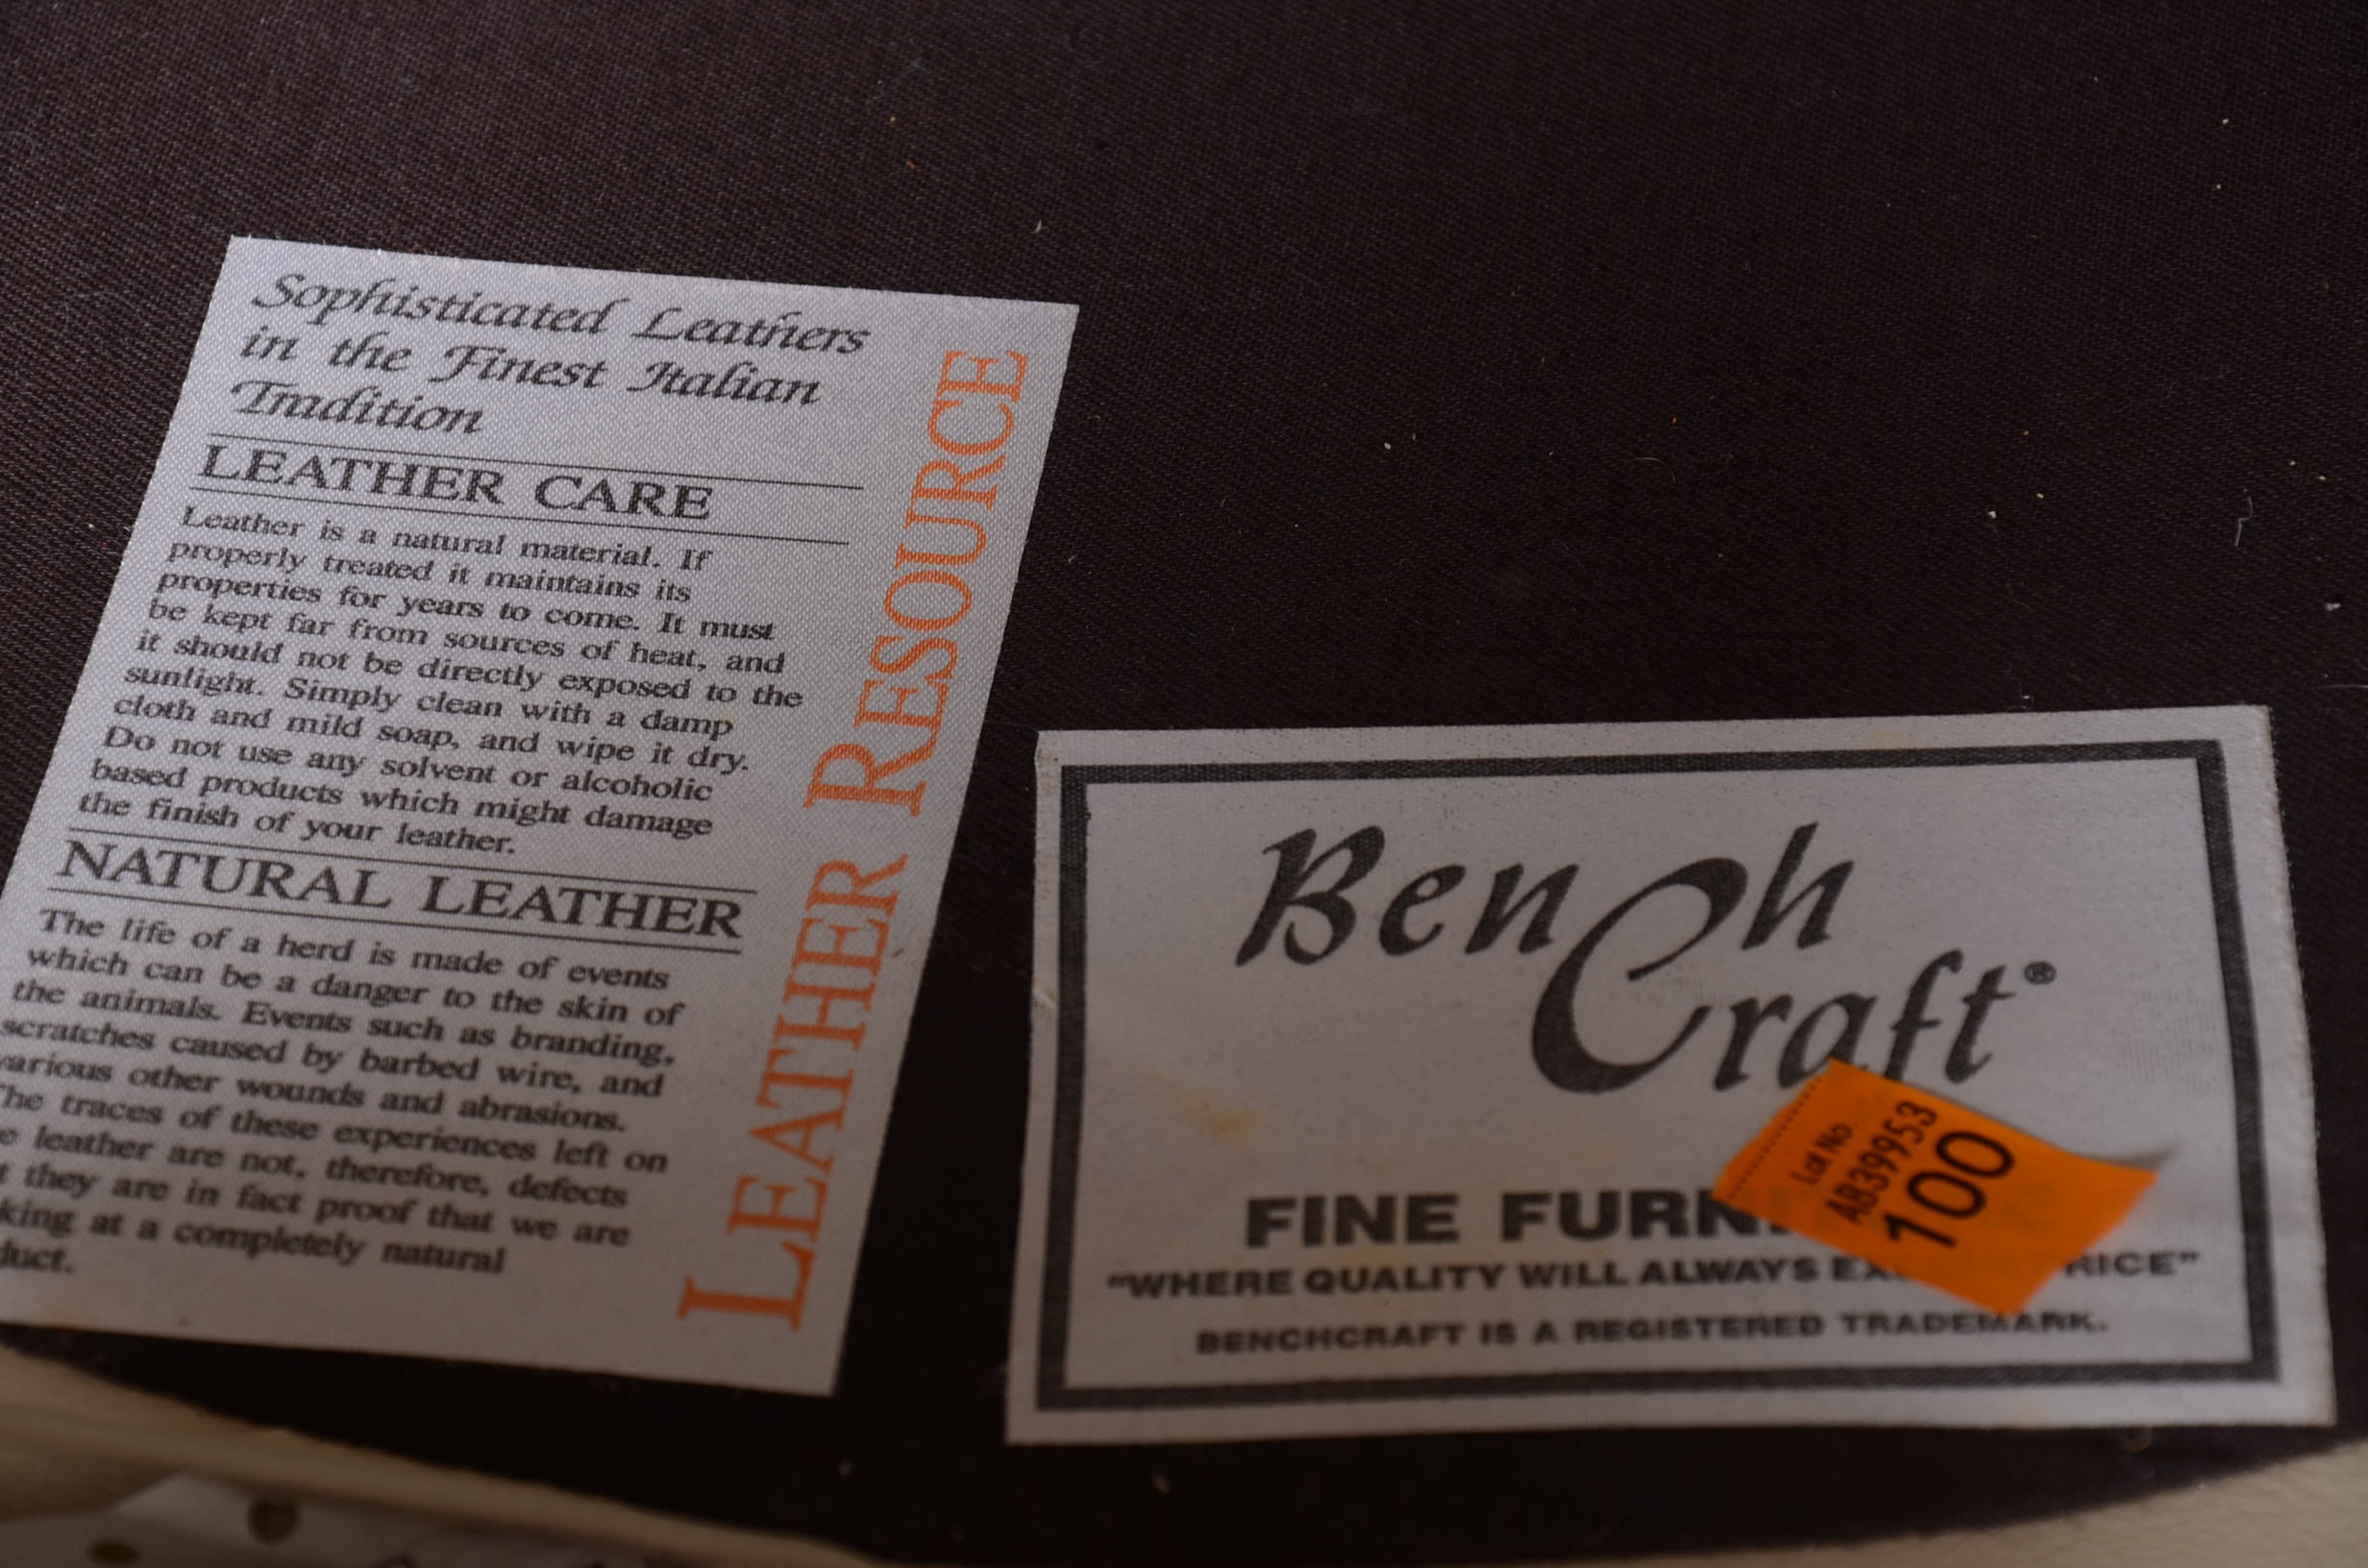 Sophisticated Leathers
in the Finest Italian
Tradition
LEATHER CARE
Leather is a natural material. If
properly treated it maintains its
properties for years to come. It must
be kept far from sources of heat, and
it should not be directly exposed to the
sunlight. Simply clean with a damp
cloth and mild soap, and wipe it dry.
Do not use any solvent or alcoholic
based products which might damage
the finish of your leather.
NATURAL LEATHER
The life of a herd is made of events
which can be a danger to the skin of
the animals. Events such as branding,
scratches caused by barbed wire, and
various other wounds and abrasions.
The traces of these experiences left on
leather are not, therefore, defects
they are in fact proof that we are
at a completely natural
LEATHER RESOURCE
BenCh
Craft®
FINE
"WHERE QUALITY WILL ALWAYS
BENCHCRAFT IS A REGISTERED TRADEMARK.
Lot No
AB399953
100